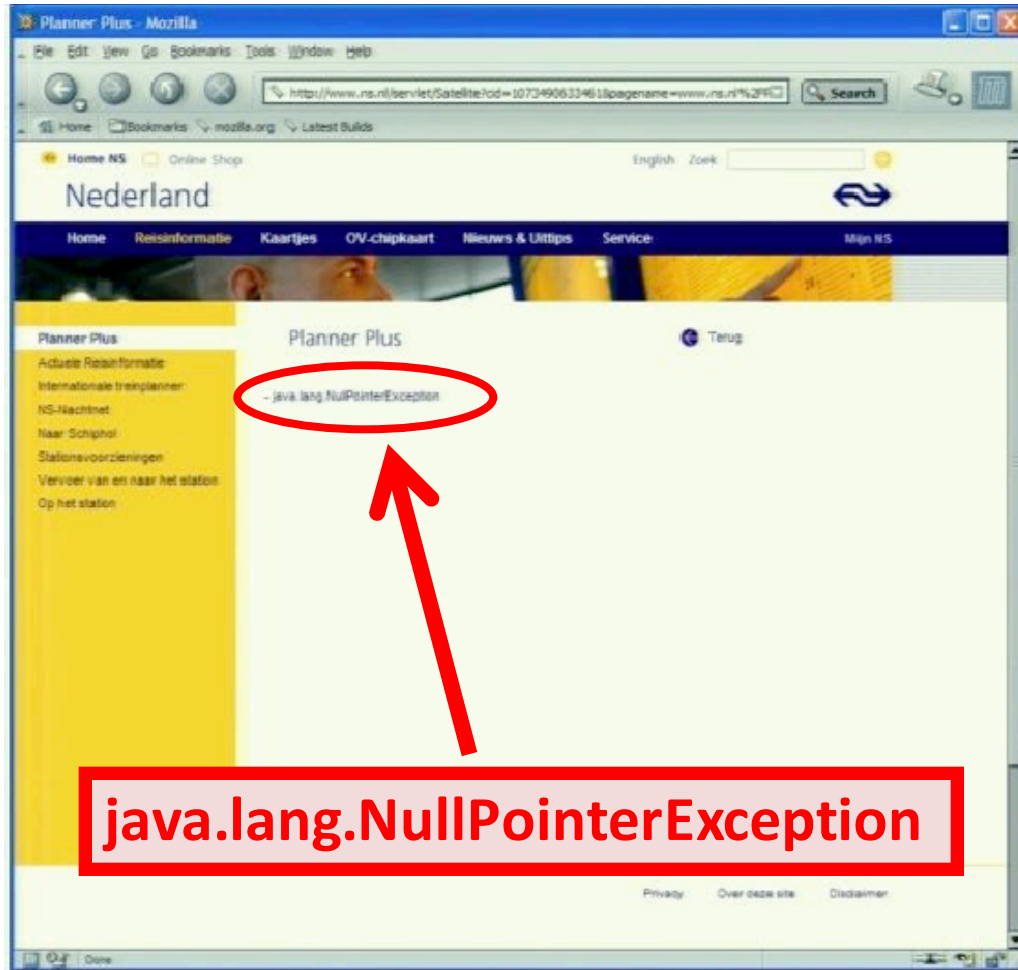 Planner Plus - Mozilla
File Edit View Go Bookmarks Tools Window Help
Search
Home Bookmarks mozilla.org Latest Builds
Home NS Online Shop English Zoek
Nederland
Home Reisinformatie Kaartjes OV-chipkaart Nieuws & Uittips Service Mijn NS
Planner Plus
Actuele Reisinformatie
Internationale treinplanner
NS-Nachtnet
Naar Schiphol
Stationsvoorzieningen
Vervoer van en naar het station
Op het station
Planner Plus Terug
- java.lang.NullPointerException
java.lang.NullPointerException
Privacy Over deze site Disclaimer
Done